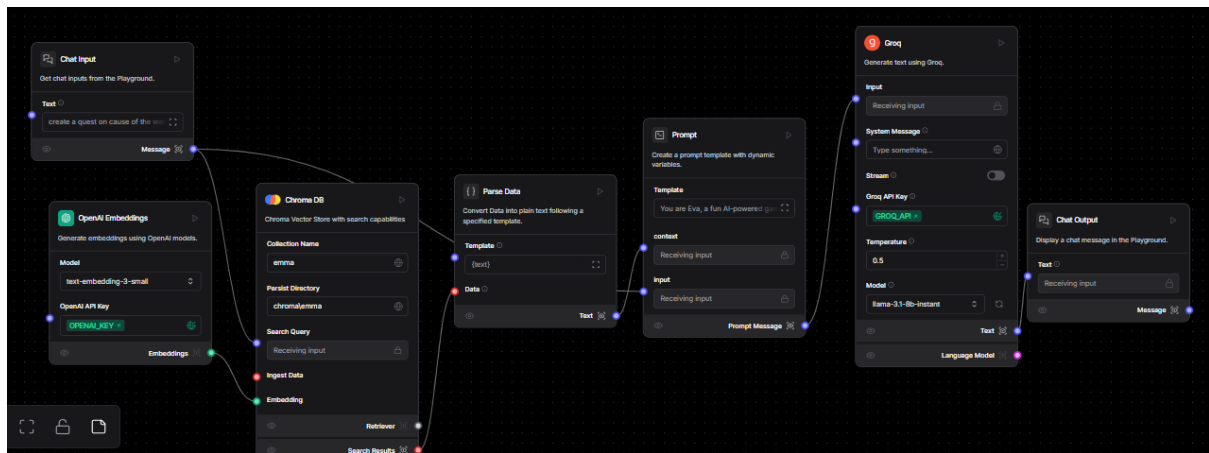 Chat Input
Get chat inputs from the Playground.
Text
create a quest on cause of the
Message
OpenAI Embeddings
Generate embeddings using OpenAI models.
Model
text-embedding-3-small
OpenAI API Key
OPENAI_KEY ×
Embeddings
Chroma DB
Chroma Vector Store with search capabilities
Collection Name
emma
Persist Directory
chroma\emma
Search Query
Receiving input
Ingest Data
Embedding
Retriever
Search Results
{ } Parse Data
Convert Data into plain text following a
specified template.
Template
{text}
Data
Text
Prompt
Create a prompt template with dynamic
variables.
Template
You are Eva, a fun AI-powered
context
Receiving input
input
Receiving input
Prompt Message
Groq
Generate text using Groq.
Input
Receiving input
System Message
Type something...
Stream
Groq API Key
GROQ_API ×
Temperature
0.5
Model
llama-3.1-8b-instant
Text
Language Model
Chat Output
Display a chat message in the Playground.
Text
Receiving input
Message